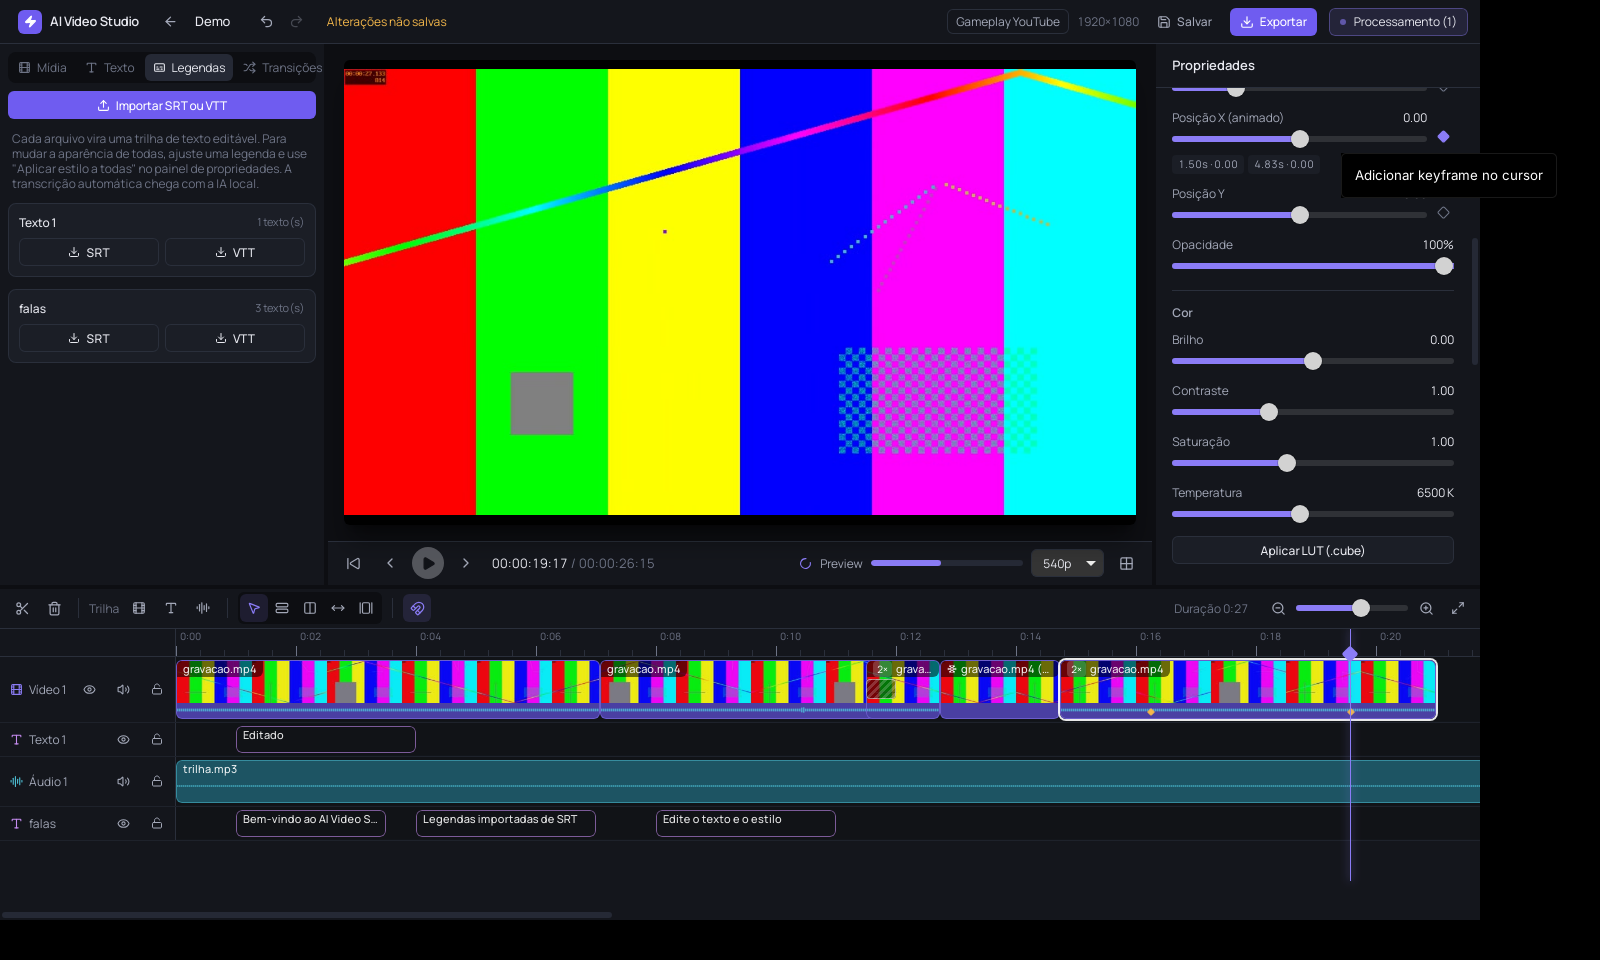 AI Video Studio
Demo
Alterações não salvas
Gameplay YouTube
1920×1080
Salvar
Exportar
Processamento (1)
Mídia
Texto
Legendas
Transições
Importar SRT ou VTT
Cada arquivo vira uma trilha de texto editável. Para
mudar a aparência de todas, ajuste uma legenda e use
"Aplicar estilo a todas" no painel de propriedades. A
transcrição automática chega com a IA local.
Texto 1
1 texto(s)
SRT
VTT
falas
3 texto(s)
SRT
VTT
00:00:27.133
814
Propriedades
Posição X (animado)
0.00
1.50s·0.00
4.83s·0.00
Adicionar keyframe no cursor
Posição Y
Opacidade
100%
Cor
Brilho
0.00
Contraste
1.00
Saturação
1.00
Temperatura
6500 K
Aplicar LUT (.cube)
00:00:19:17 / 00:00:26:15
Preview
540p
Trilha
Duração 0:27
0:00
0:02
0:04
0:06
0:08
0:10
0:12
0:14
0:16
0:18
0:20
Vídeo 1
gravacao.mp4
gravacao.mp4
2× grava...
gravacao.mp4 (...
2× gravacao.mp4
Texto 1
Editado
Áudio 1
trilha.mp3
falas
Bem-vindo ao AI Video S...
Legendas importadas de SRT
Edite o texto e o estilo